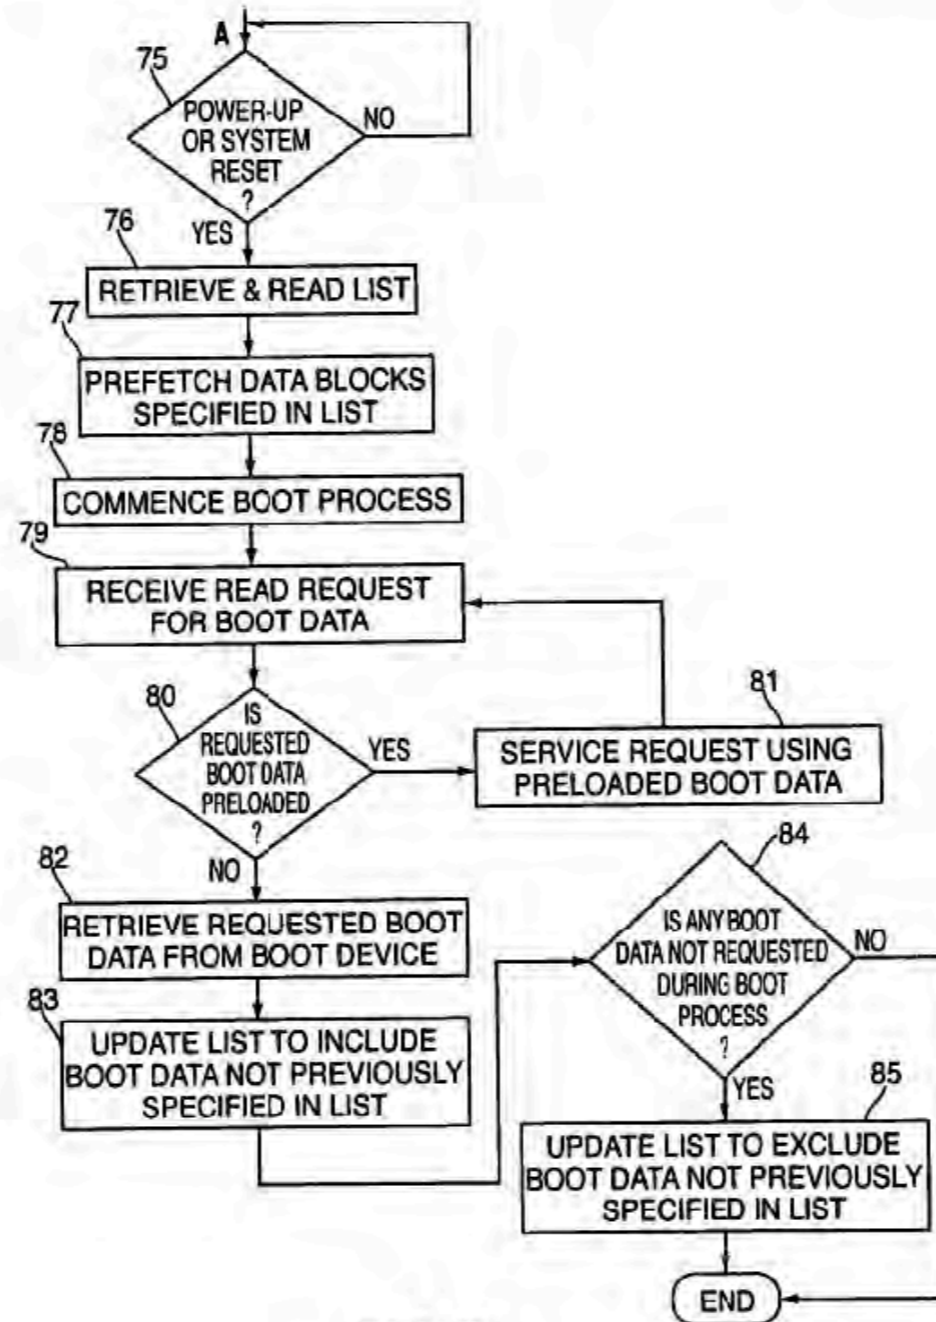 A
75
POWER-UP
OR SYSTEM
RESET
?
NO
YES
76
RETRIEVE & READ LIST
77
PREFETCH DATA BLOCKS
SPECIFIED IN LIST
78
COMMENCE BOOT PROCESS
79
RECEIVE READ REQUEST
FOR BOOT DATA
80
IS
REQUESTED
BOOT DATA
PRELOADED
?
YES
81
SERVICE REQUEST USING
PRELOADED BOOT DATA
NO
82
RETRIEVE REQUESTED BOOT
DATA FROM BOOT DEVICE
83
UPDATE LIST TO INCLUDE
BOOT DATA NOT PREVIOUSLY
SPECIFIED IN LIST
84
IS ANY BOOT
DATA NOT REQUESTED
DURING BOOT
PROCESS
?
NO
YES
85
UPDATE LIST TO EXCLUDE
BOOT DATA NOT PREVIOUSLY
SPECIFIED IN LIST
END